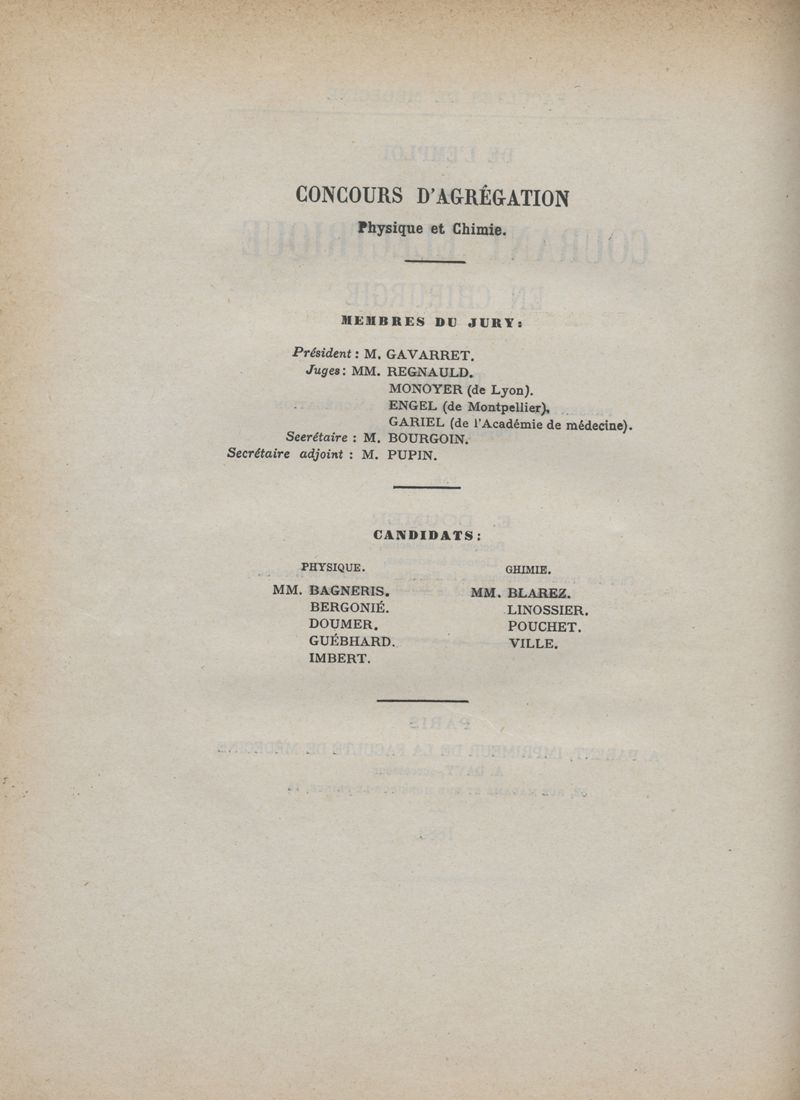 CONCOURS D'AGRÉGATION
Physique et Chimie.
MEMBRES DU JURY:
Président : M. GAVARRET.
Juges: MM. REGNAULD.
MONOYER (de Lyon).
ENGEL (de Montpellier),
GARIEL (de l'Académie de médecine).
Seerétaire : M. BOURGOIN.
Secrétaire adjoint : M. PUPIN.
CANDIDATS:
PHYSIQUE.
MM. BAGNERIS.
BERGONIÉ.
DOUMER.
GUÉBHARD.
IMBERT.
GHIMIE.
MM. BLAREZ.
LINOSSIER.
POUCHET.
VILLE.